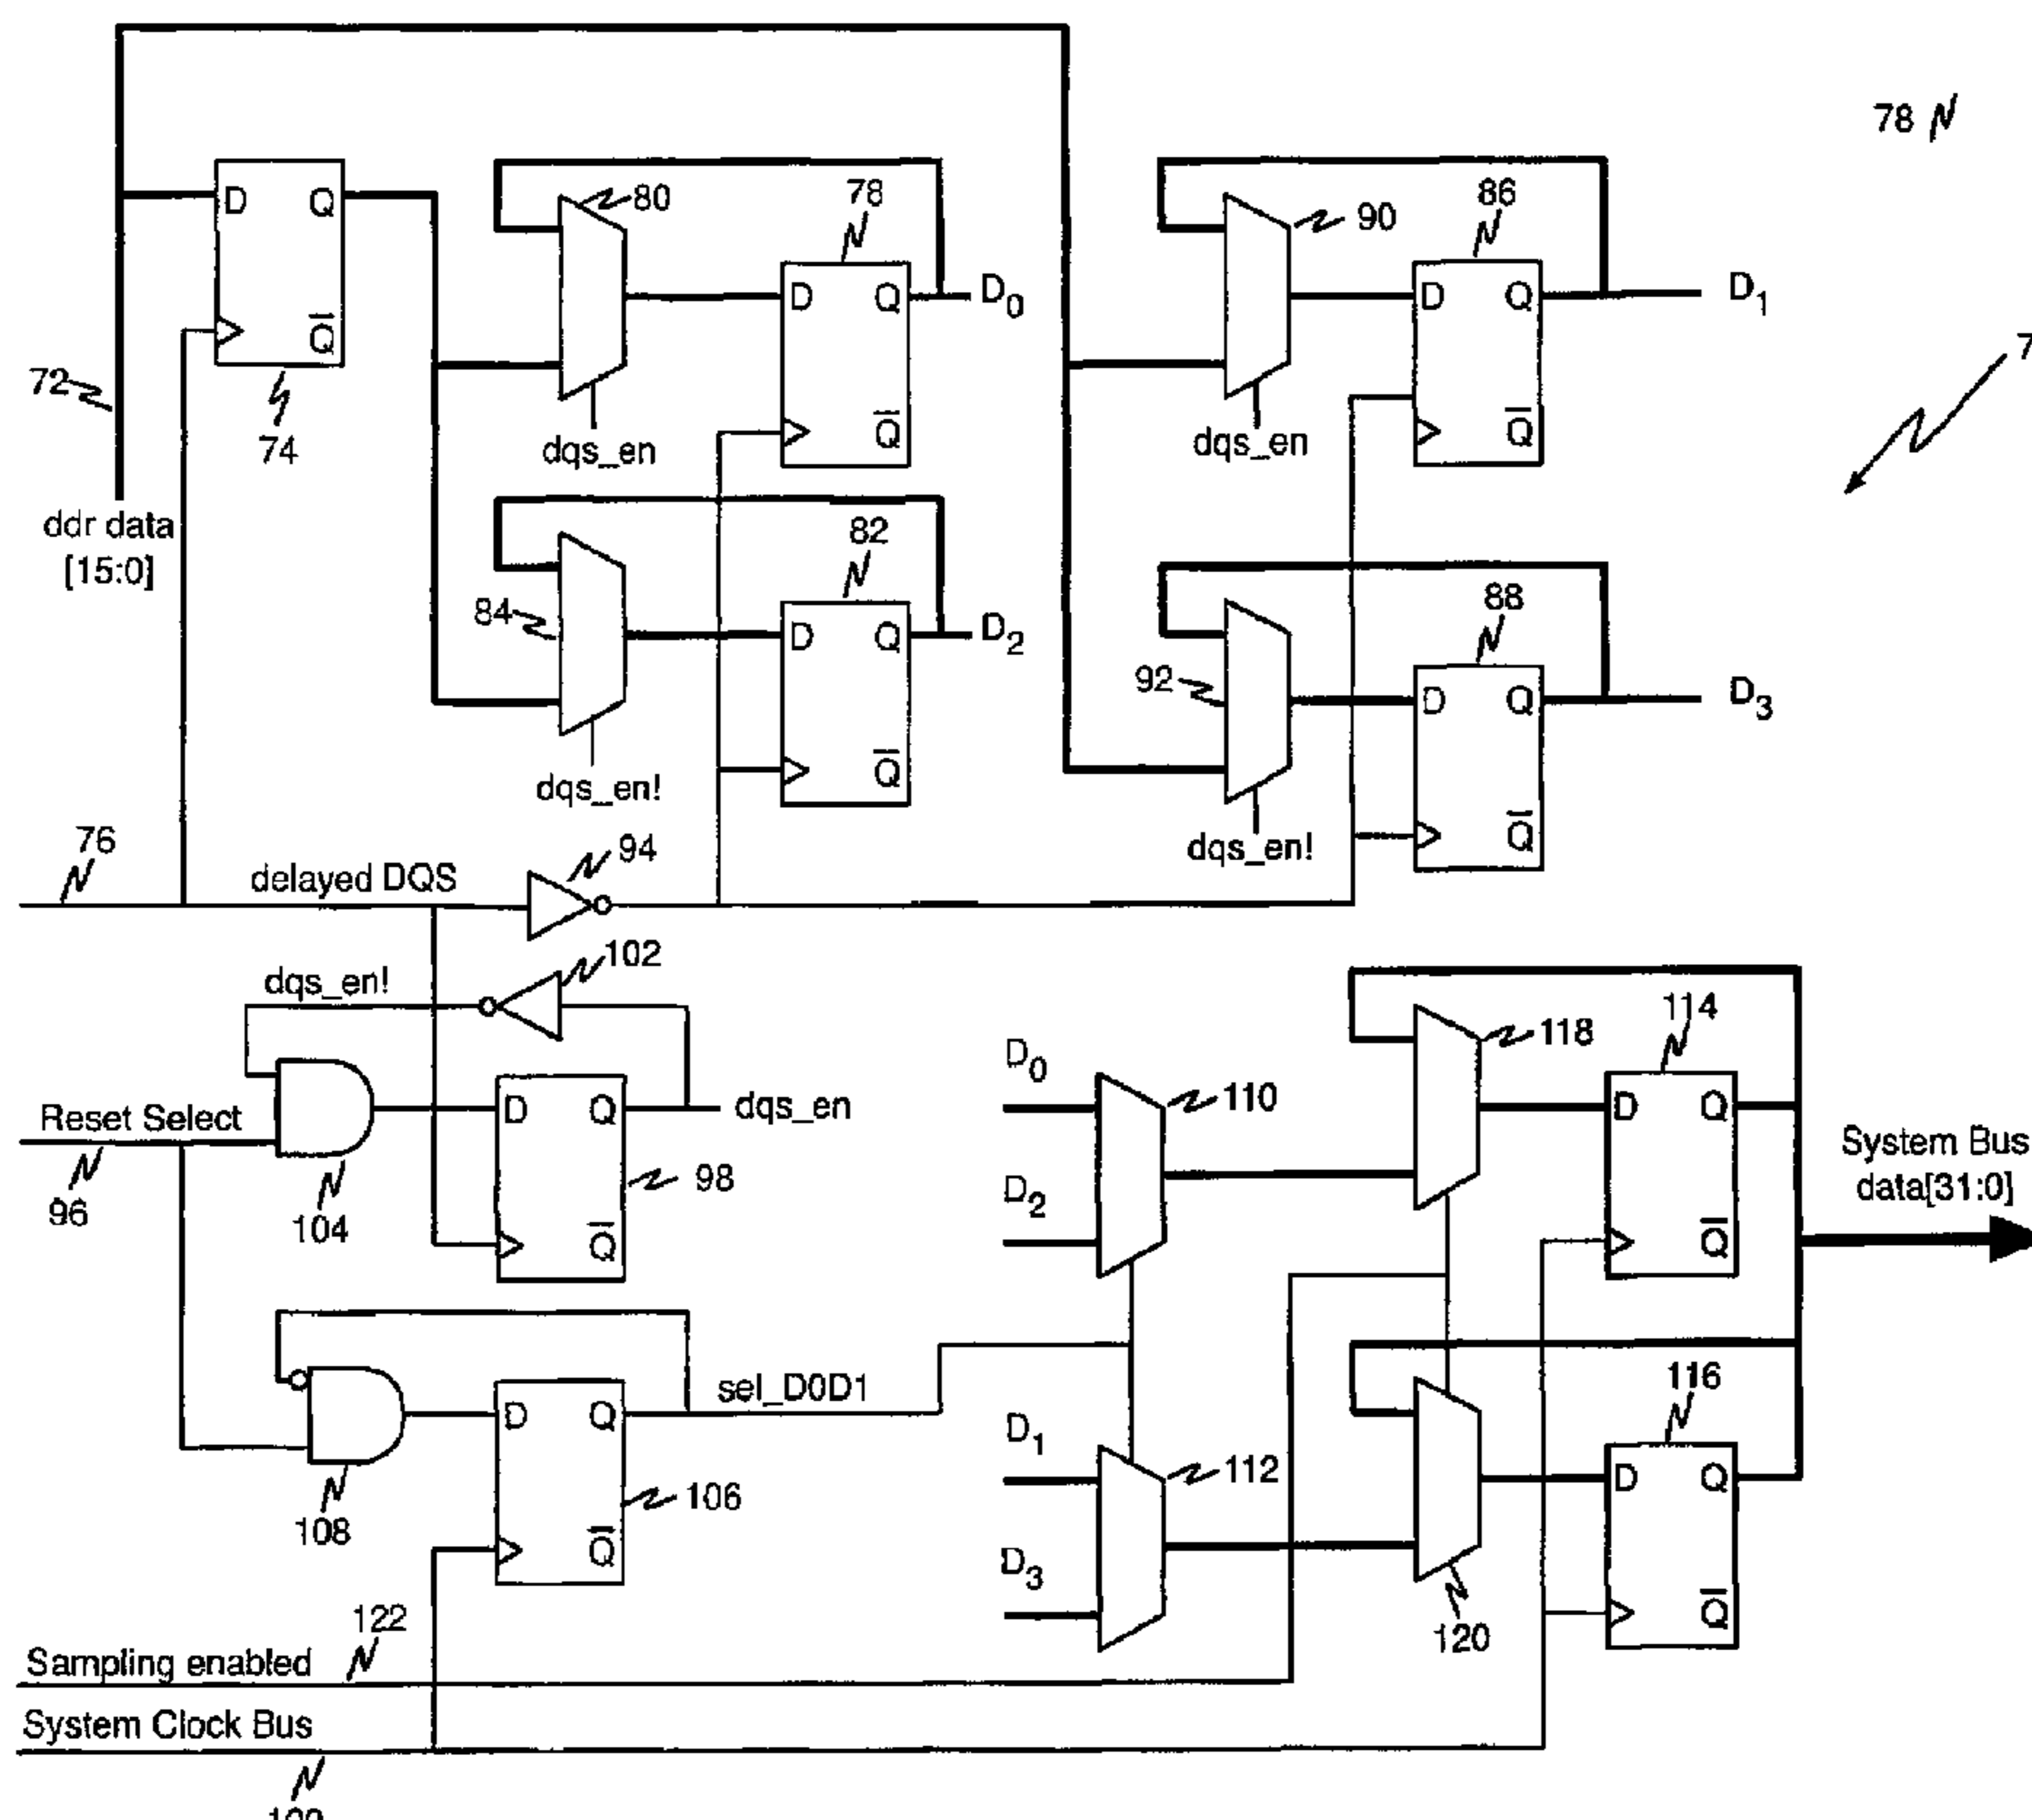 78
80
78
86
90
D Q
D Q
D0
D Q
D1
Q̅
72
7
74
dqs_en
Q̅
dqs_en
Q̅
ddr data
[15:0]
82
84
D Q
D2
88
92
D Q
D3
Q̅
dqs_en!
dqs_en!
Q̅
76
delayed DQS
94
102
dqs_en!
114
118
D0
110
D Q
dqs_en
D Q
Reset Select
System Bus
data[31:0]
96
104
98
D2
Q̅
Q̅
116
D Q
sel_D0D1
D1
112
D Q
106
108
Q̅
D3
Q̅
120
122
Sampling enabled
System Clock Bus